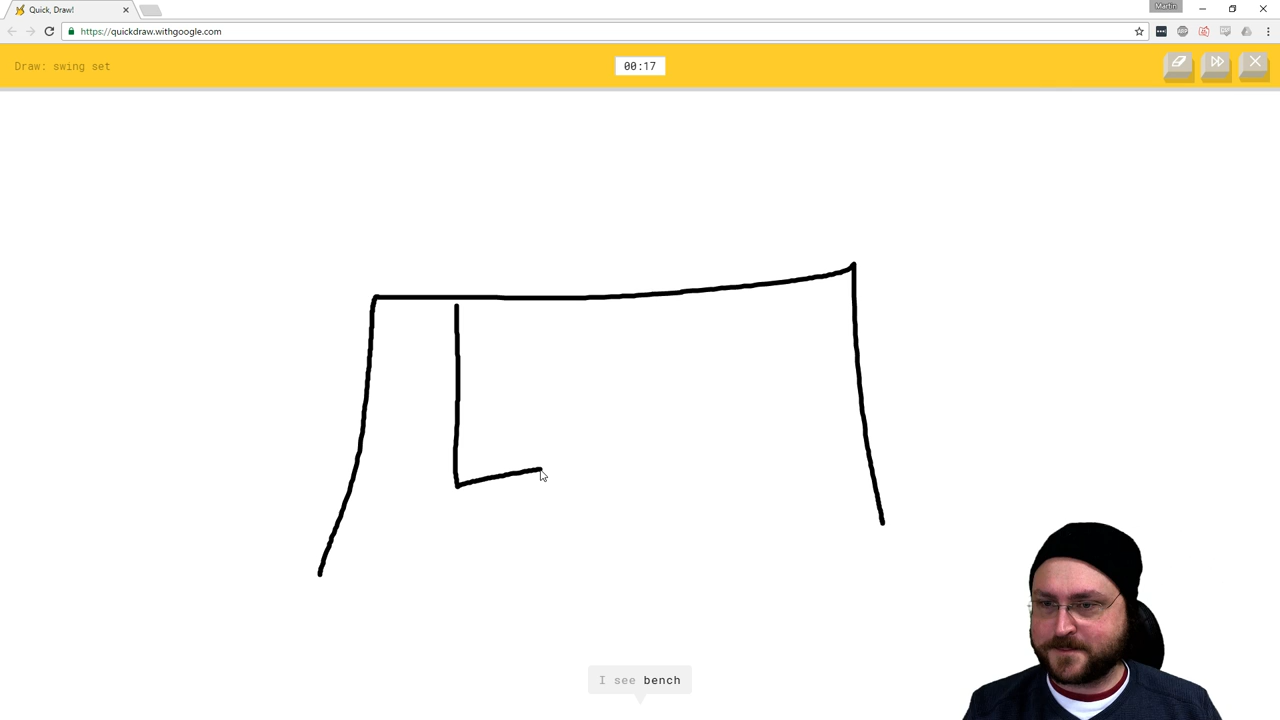 Quick, Draw!
Martin
https://quickdraw.withgoogle.com
Draw: swing set
00:17
I see bench